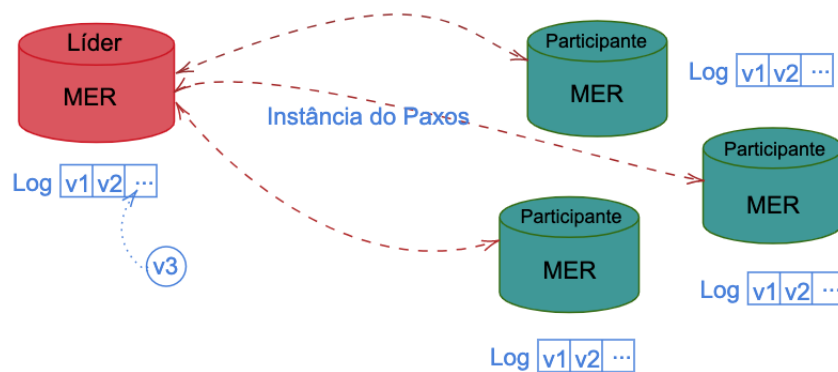 Líder
MER
Log v1 v2 ...
v3
Instância do Paxos
Participante
MER
Log v1 v2 ...
Participante
MER
Log v1 v2 ...
Participante
MER
Log v1 v2 ...